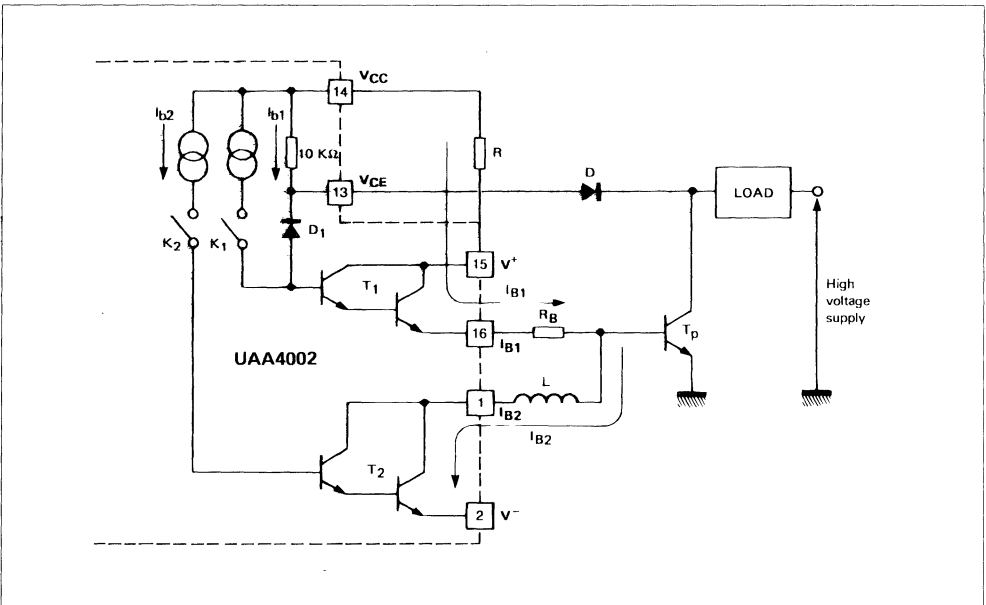 VCC
14
Ib2
Ib1
10 KΩ
R
VCE
13
D
LOAD
D1
K2
K1
15
V+
T1
IB1
High
voltage
supply
RB
16
IB1
Tp
UAA4002
L
1
IB2
IB2
T2
2
V−